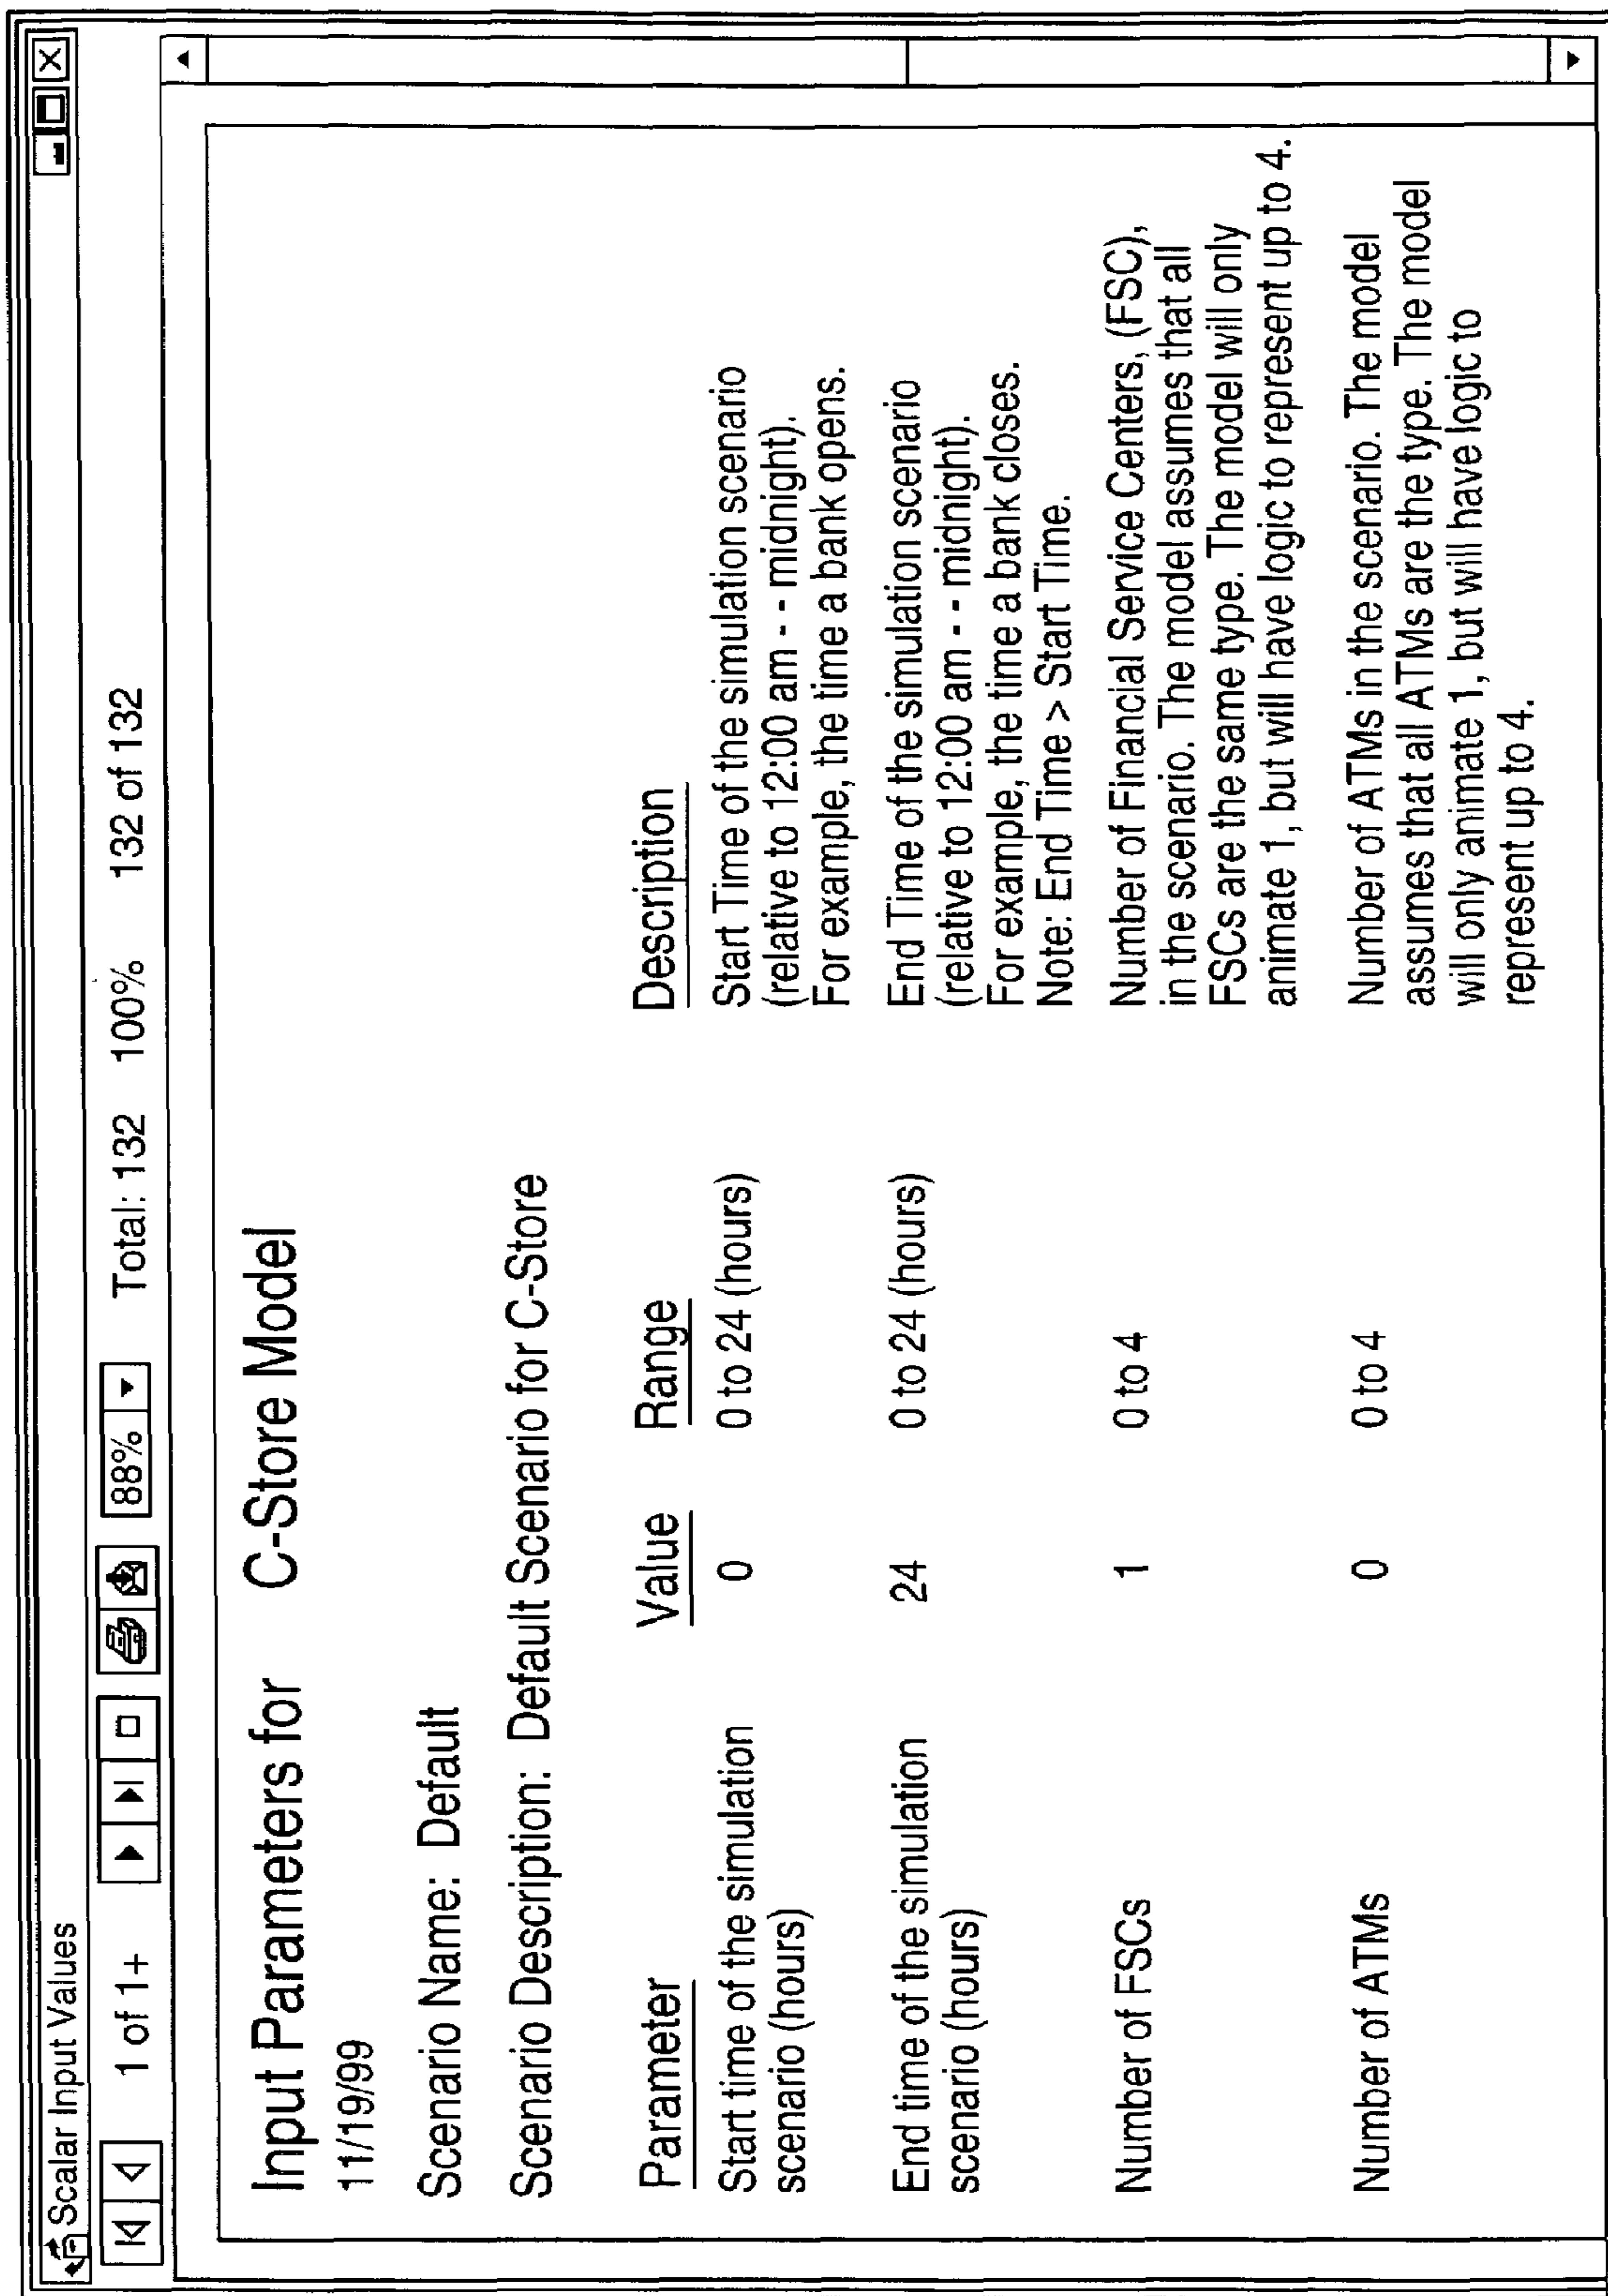 Scalar Input Values
1 of 1+ 88% Total: 132 100% 132 of 132
Input Parameters for C-Store Model
11/19/99
Scenario Name: Default
Scenario Description: Default Scenario for C-Store
Parameter Value Range Description
Start time of the simulation 0 0 to 24 (hours) Start Time of the simulation scenario
scenario (hours) (relative to 12:00 am - - midnight).
For example, the time a bank opens.
End time of the simulation 24 0 to 24 (hours) End Time of the simulation scenario
scenario (hours) (relative to 12:00 am - - midnight).
For example, the time a bank closes.
Note: End Time > Start Time.
Number of FSCs 1 0 to 4 Number of Financial Service Centers, (FSC),
in the scenario. The model assumes that all
FSCs are the same type. The model will only
animate 1, but will have logic to represent up to 4.
Number of ATMs 0 0 to 4 Number of ATMs in the scenario. The model
assumes that all ATMs are the type. The model
will only animate 1, but will have logic to
represent up to 4.